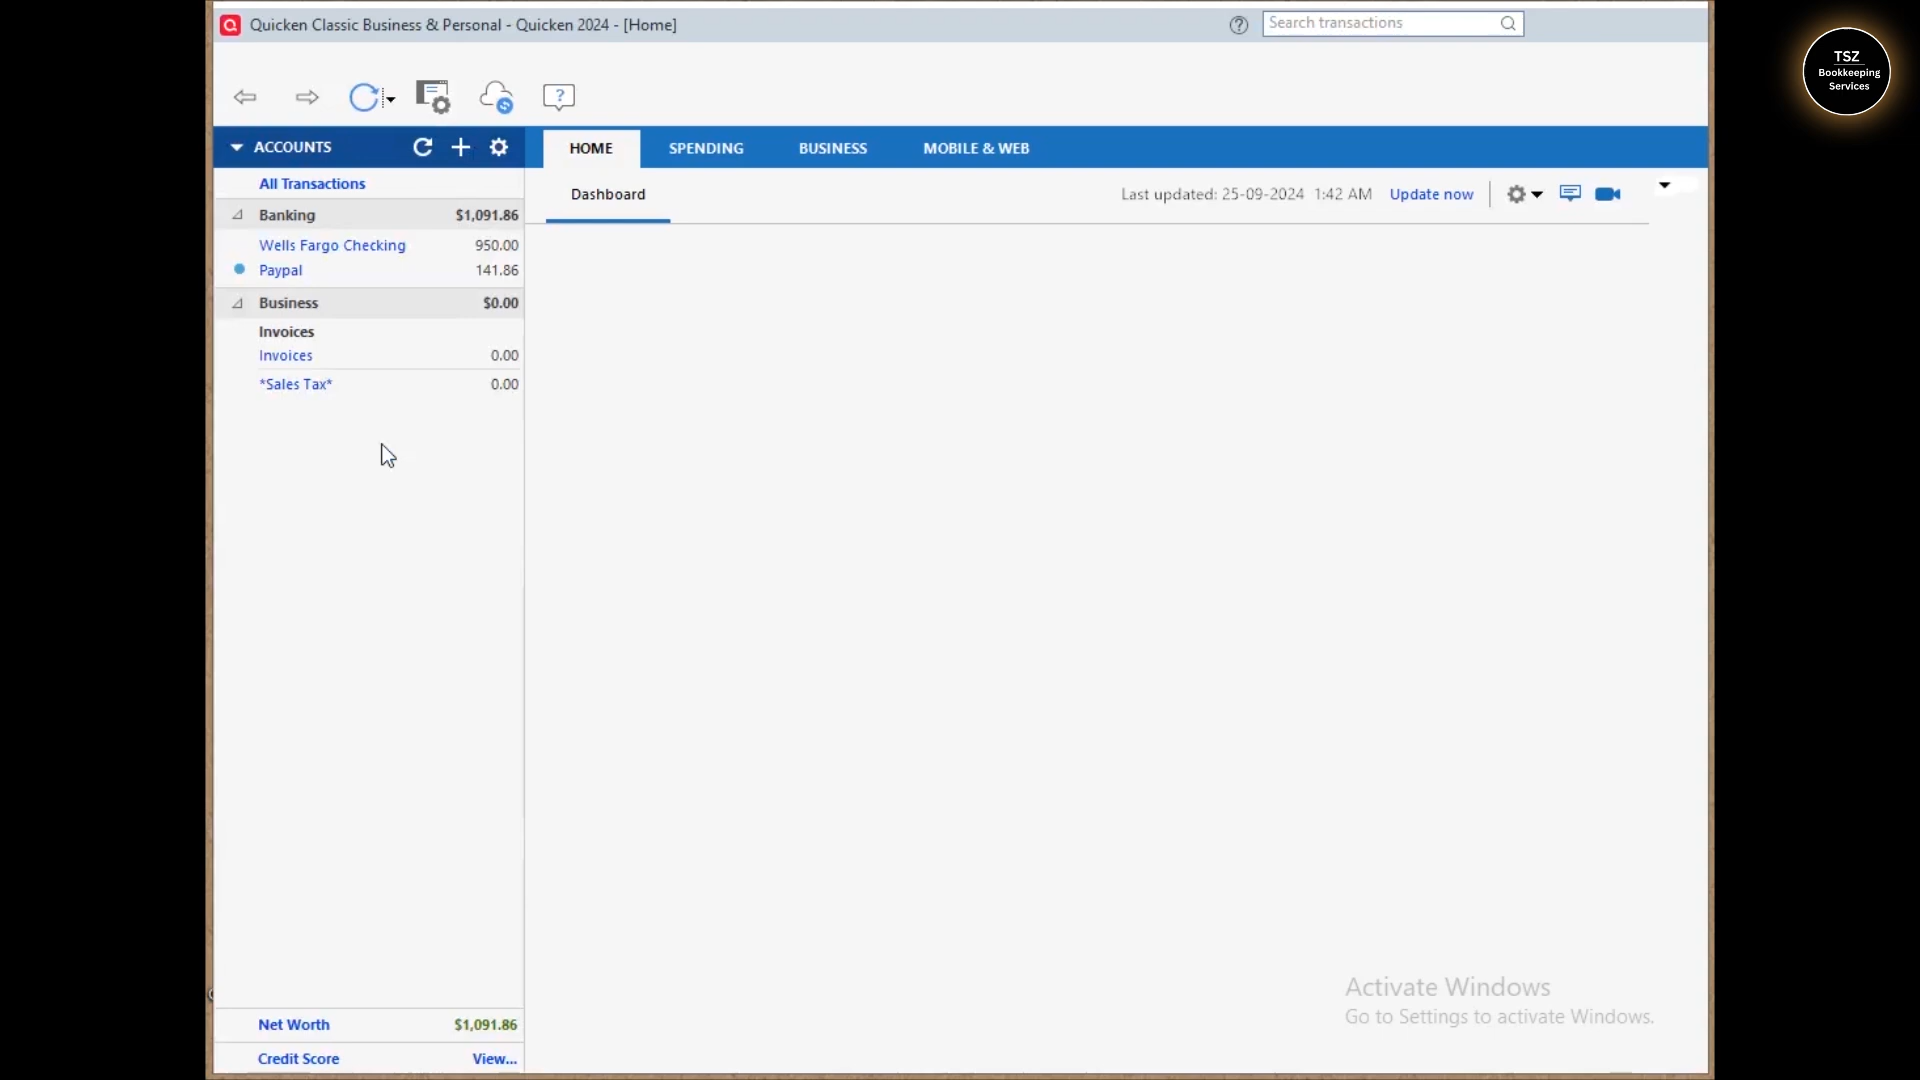 Quicken Classic Business & Personal - Quicken 2024 - [Home]
Search transactions
TSZ
Bookkeeping
Services
ACCOUNTS
HOME
SPENDING
BUSINESS
MOBILE & WEB
All Transactions
Dashboard
Last updated: 25-09-2024 1:42 AM
Update now
Banking $1,091.86
Wells Fargo Checking 950.00
Paypal 141.86
Business $0.00
Invoices
Invoices 0.00
*Sales Tax* 0.00
Activate Windows
Go to Settings to activate Windows.
Net Worth $1,091.86
Credit Score View...